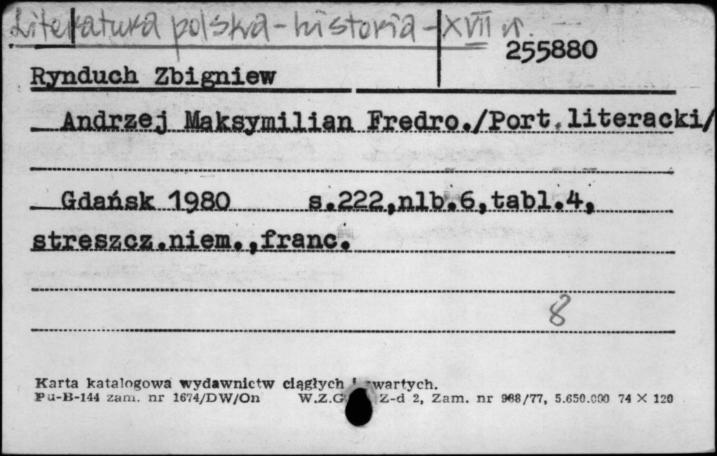 Literatura polska - historia - XVII w.
255880
Rynduch Zbigniew
Andrzej Maksymilian Fredro./Port.literacki/
Gdańsk 1980 s.222,nlb.6,tabl.4,
streszcz.niem.,franc.
8
Karta katalogowa wydawnictw ciągłych i zwartych.
Pu-B-144 zam. nr 1674/DW/On W.Z.G. Z-d 2, Zam. nr 988/77, 5.650.000 74 × 120